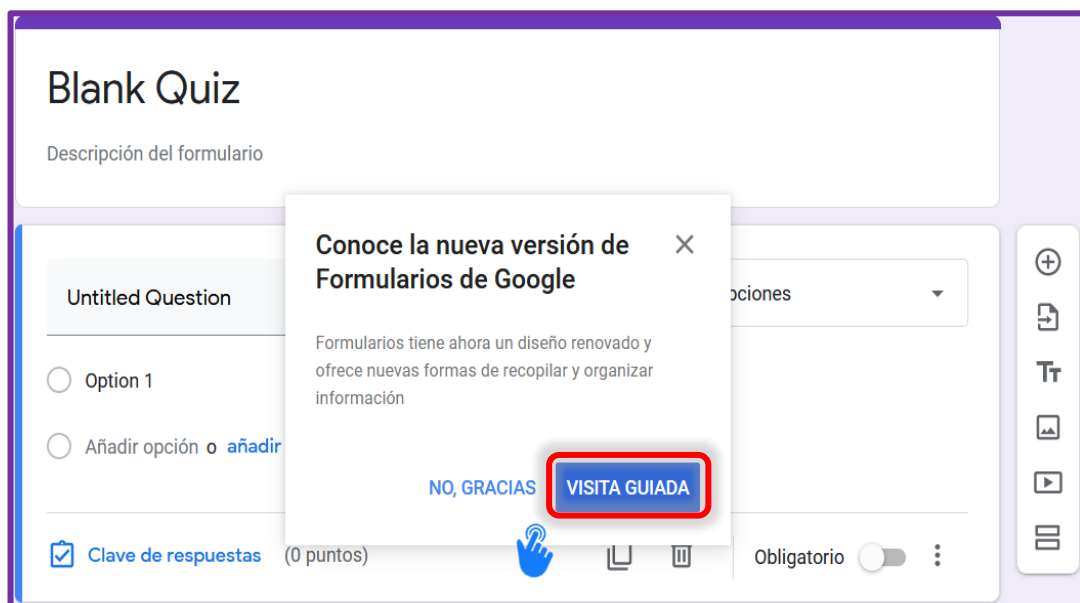 Blank Quiz
Descripción del formulario
Conoce la nueva versión de
Formularios de Google
Untitled Question
pciones
Formularios tiene ahora un diseño renovado y
ofrece nuevas formas de recopilar y organizar
información
Option 1
Añadir opción o añadir
NO, GRACIAS
VISITA GUIADA
Clave de respuestas (0 puntos)
Obligatorio